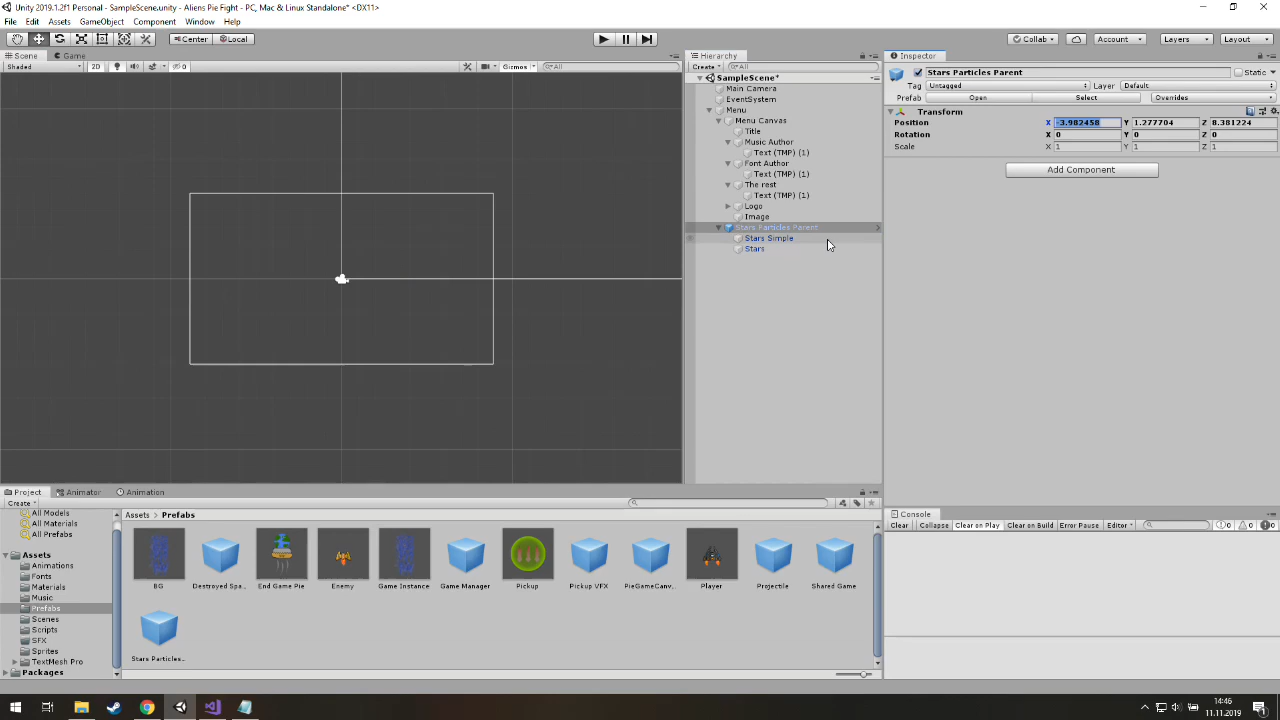 Unity 2019.1.2f1 Personal - SampleScene.unity - Aliens Pie Fight - PC, Mac & Linux Standalone* <DX11>
File Edit Assets GameObject Component Window Help
Center Local Collab Account Layers Layout
Scene Game
Shaded 2D 0 Gizmos All
Hierarchy
Create All
SampleScene*
Main Camera
EventSystem
Menu
Menu Canvas
Title
Music Author
Text (TMP) (1)
Font Author
Text (TMP) (1)
The rest
Text (TMP) (1)
Logo
Image
Stars Particles Parent
Stars Simple
Stars
Inspector
Stars Particles Parent Static
Tag Untagged Layer Default
Prefab Open Select Overrides
Transform
Position X -3.982458 Y 1.277704 Z 8.381224
Rotation X 0 Y 0 Z 0
Scale X 1 Y 1 Z 1
Add Component
Project Animator Animation
Create
All Models
All Materials
All Prefabs
Assets
Animations
Fonts
Materials
Music
Prefabs
Scenes
Scripts
SFX
Sprites
TextMesh Pro
Packages
Assets > Prefabs
BG Destroyed Spa... End Game Pie Enemy Game Instance Game Manager Pickup Pickup VFX PieGameCanv... Player Projectile Shared Game
Stars Particles...
Console
Clear Collapse Clear on Play Clear on Build Error Pause Editor 0 0 0
14:46
11.11.2019
1